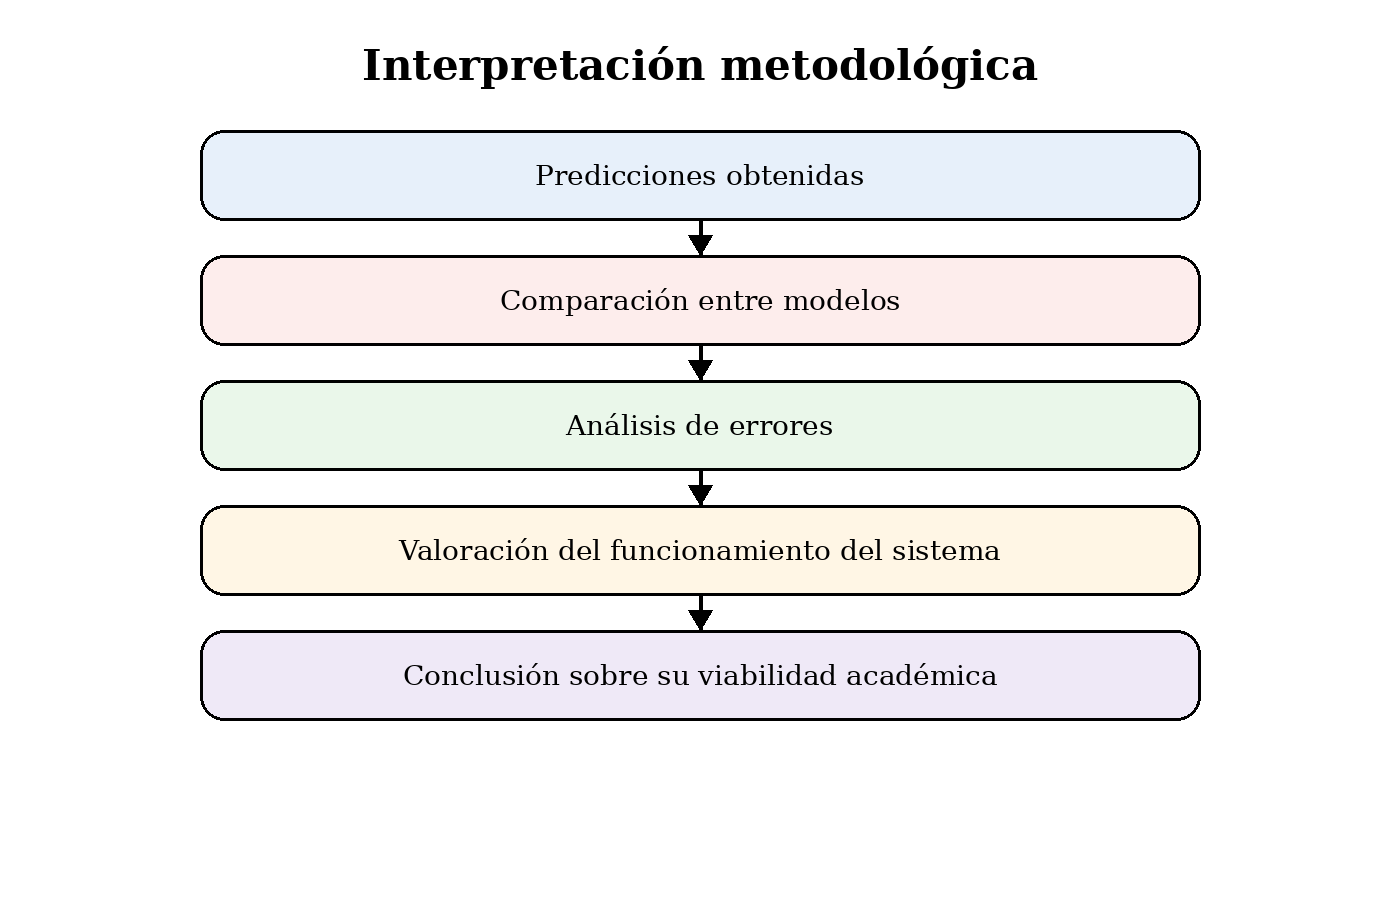 Interpretación metodológica
Predicciones obtenidas
Comparación entre modelos
Análisis de errores
Valoración del funcionamiento del sistema
Conclusión sobre su viabilidad académica